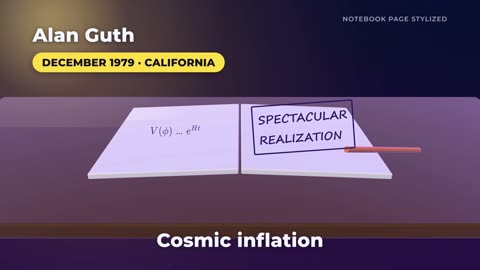 NOTEBOOK PAGE STYLIZED
Alan Guth
DECEMBER 1979 • CALIFORNIA
V(ϕ) ... e^{Ht}
SPECTACULAR
REALIZATION
Cosmic inflation